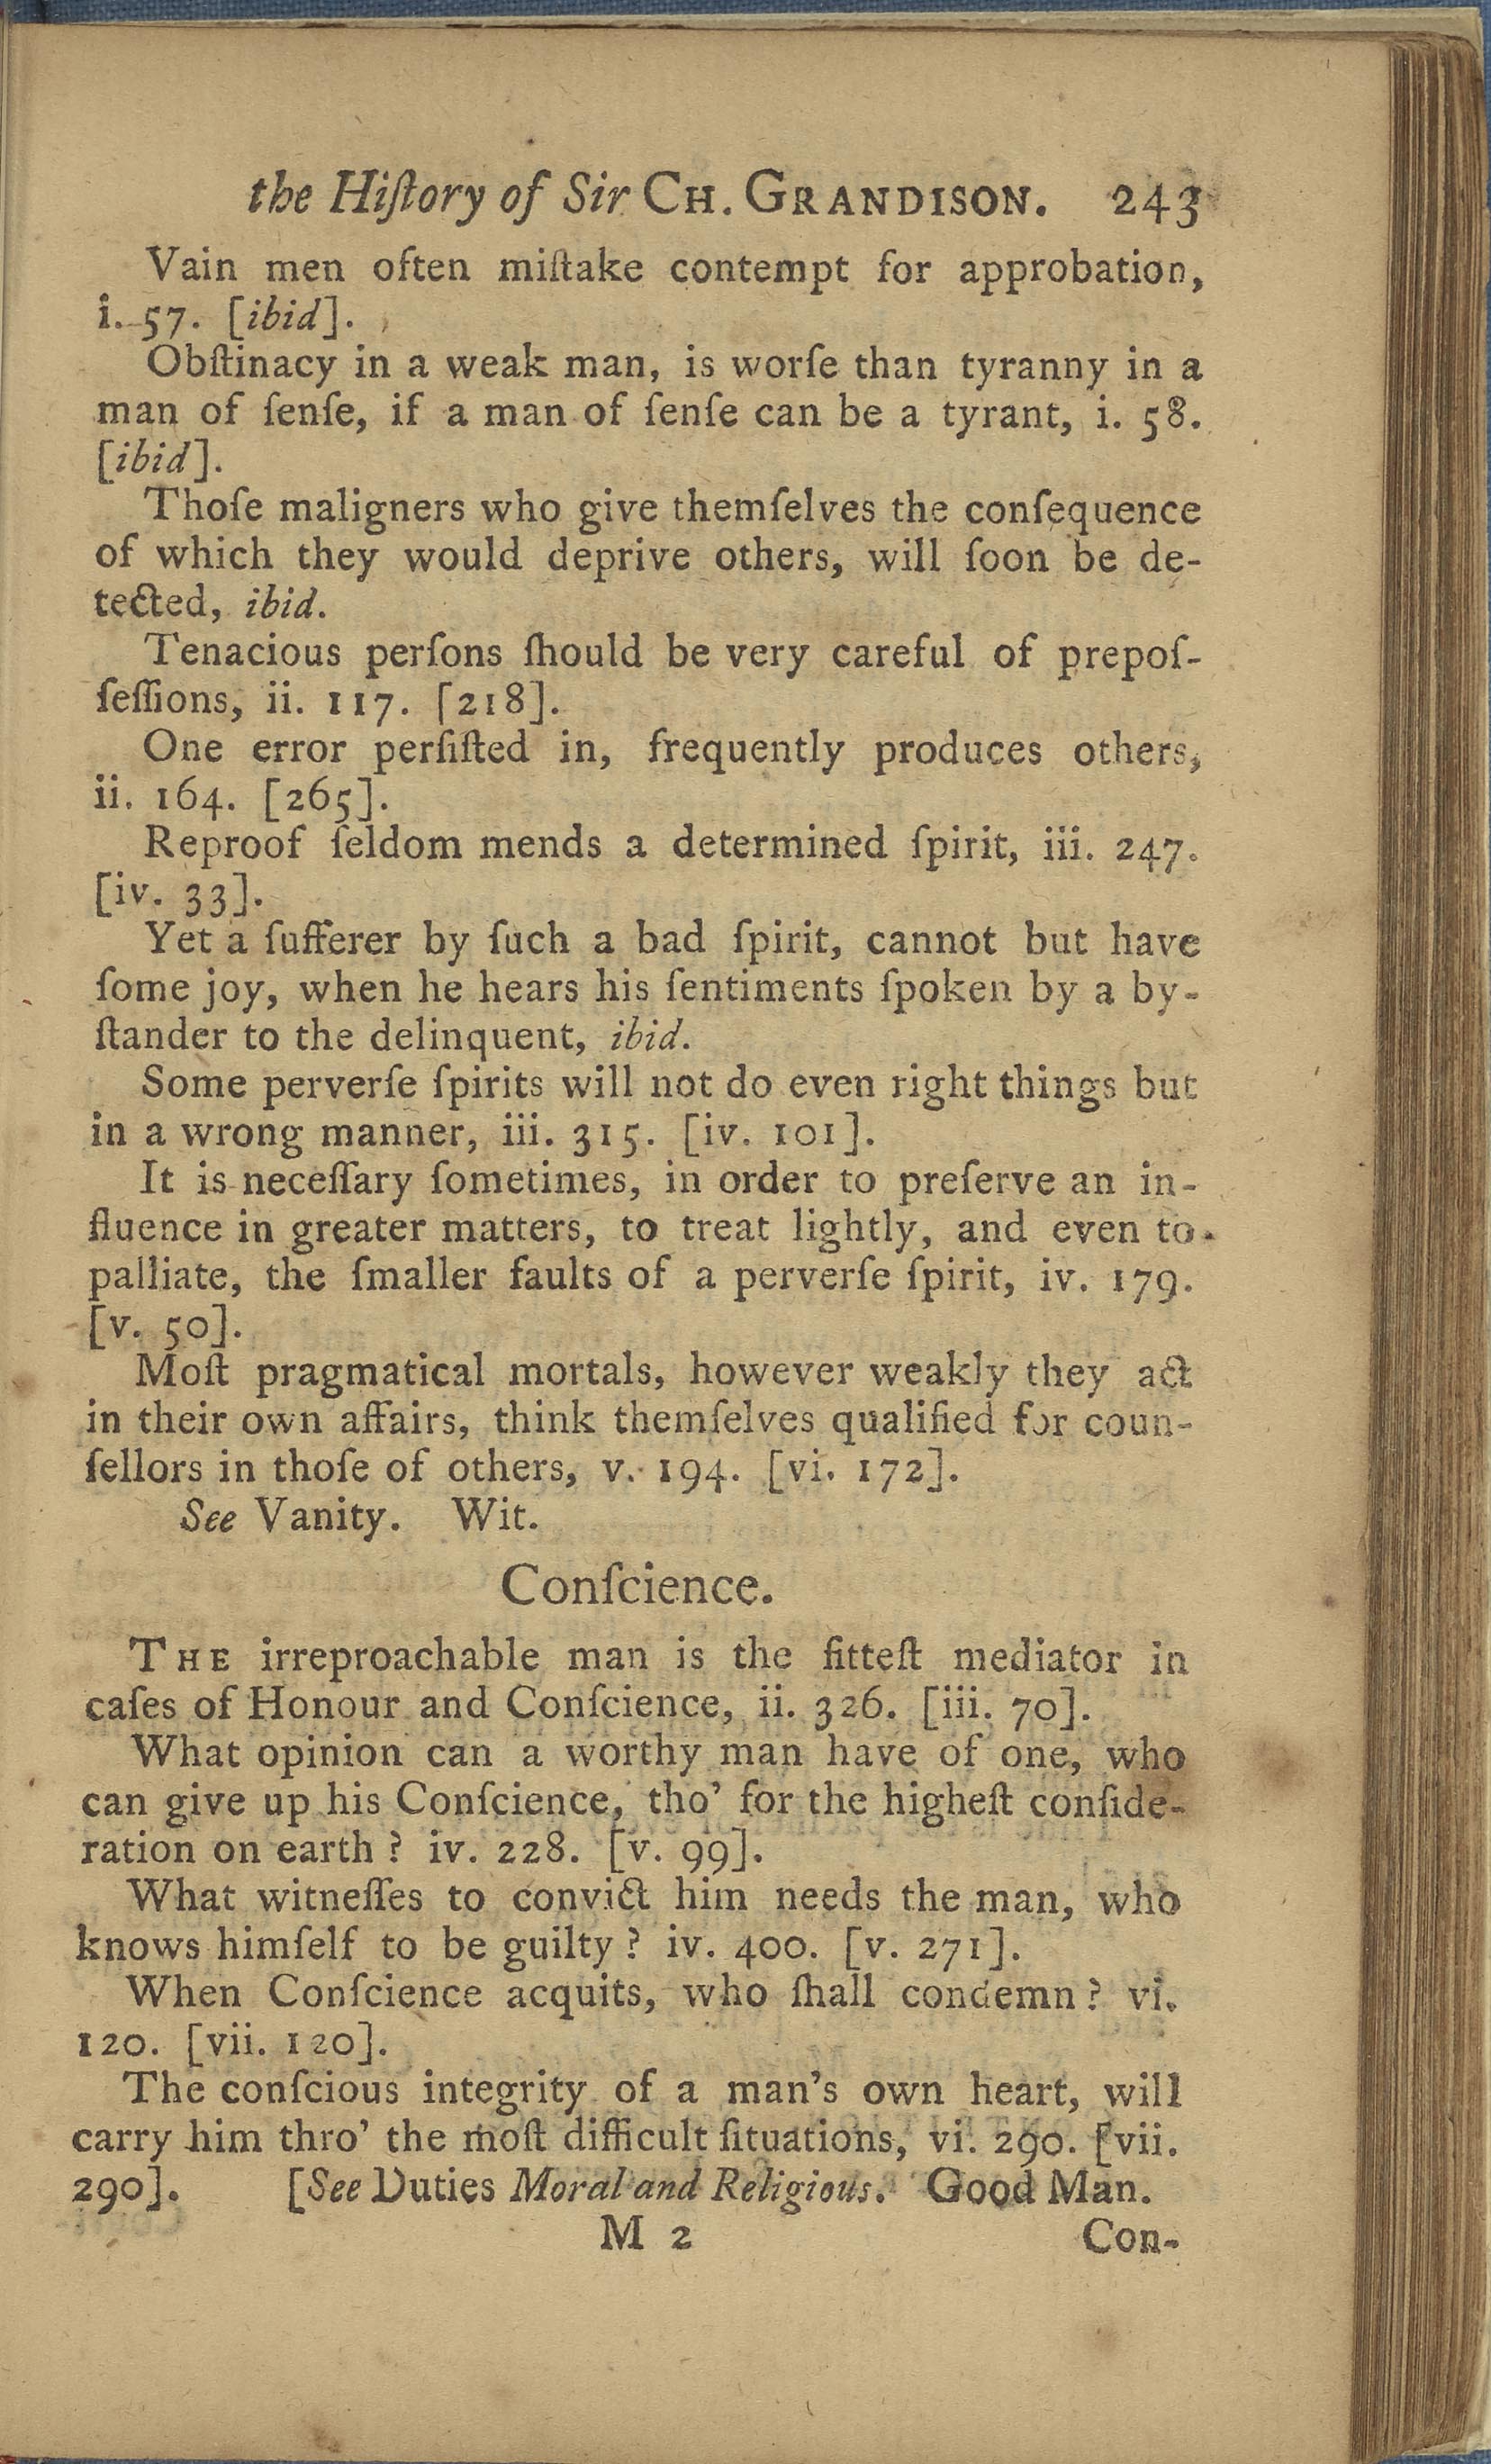 the Hiſtory of Sir CH. GRANDISON. 243
Vain men often miſtake contempt for approbation,
i. 57. [ibid].
Obſtinacy in a weak man, is worſe than tyranny in a
man of ſenſe, if a man of ſenſe can be a tyrant, i. 58.
[ibid].
Thoſe maligners who give themſelves the conſequence
of which they would deprive others, will ſoon be de-
tected, ibid.
Tenacious perſons ſhould be very careful of prepoſ-
ſeſſions, ii. 117. [218].
One error perſiſted in, frequently produces others,
ii. 164. [265].
Reproof ſeldom mends a determined ſpirit, iii. 247.
[iv. 33].
Yet a ſufferer by ſuch a bad ſpirit, cannot but have
ſome joy, when he hears his ſentiments ſpoken by a by-
ſtander to the delinquent, ibid.
Some perverſe ſpirits will not do even right things but
in a wrong manner, iii. 315. [iv. 101].
It is neceſſary ſometimes, in order to preſerve an in-
fluence in greater matters, to treat lightly, and even to
palliate, the ſmaller faults of a perverſe ſpirit, iv. 179.
[v. 50].
Moſt pragmatical mortals, however weakly they act
in their own affairs, think themſelves qualified for coun-
ſellors in thoſe of others, v. 194. [vi. 172].
See Vanity. Wit.
Conſcience.
THE irreproachable man is the fitteſt mediator in
caſes of Honour and Conſcience, ii. 326. [iii. 70].
What opinion can a worthy man have of one, who
can give up his Conſcience, tho' for the higheſt conſide-
ration on earth ? iv. 228. [v. 99].
What witneſſes to convict him needs the man, who
knows himſelf to be guilty ? iv. 400. [v. 271].
When Conſcience acquits, who ſhall condemn ? vi.
120. [vii. 120].
The conſcious integrity of a man's own heart, will
carry him thro' the moſt difficult ſituations, vi. 290. [vii.
290]. [See Duties Moral and Religious. Good Man.
M 2 Con-